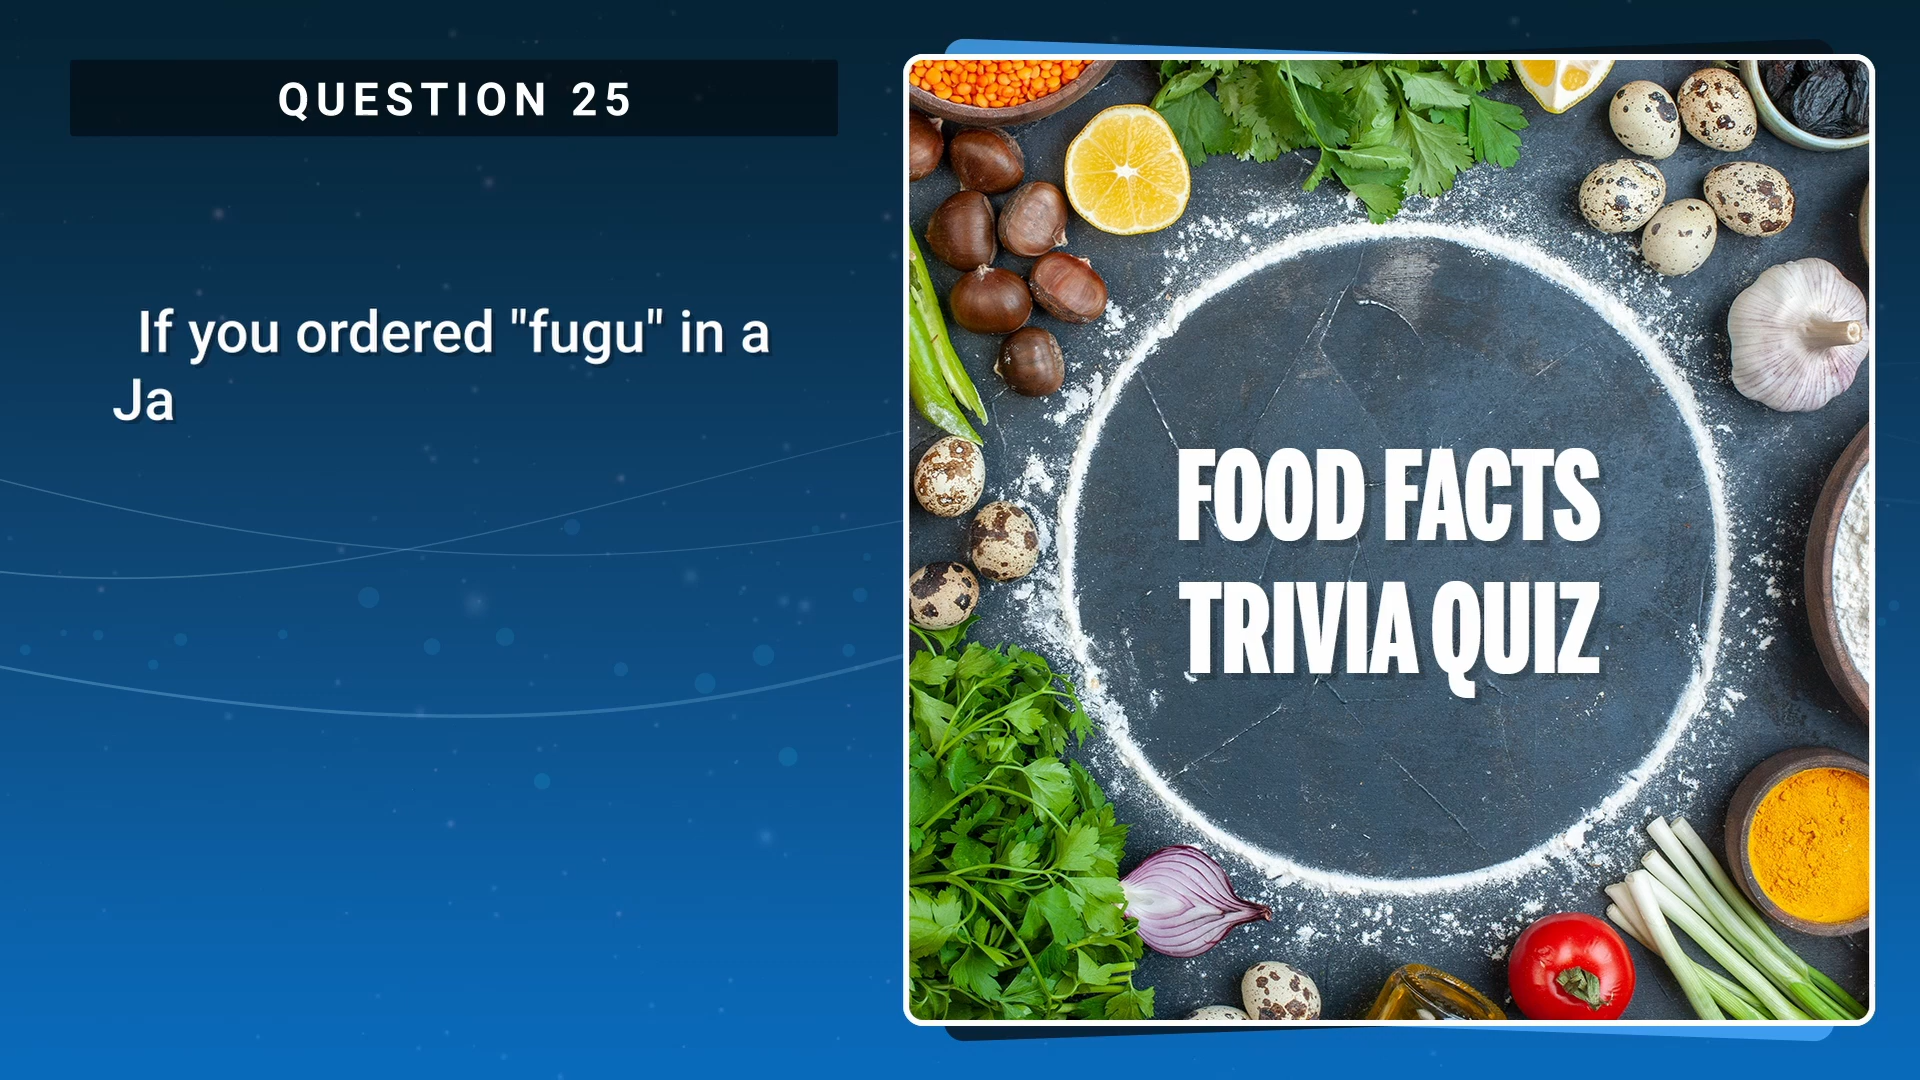 QUESTION 25
If you ordered "fugu" in a
Ja
FOOD FACTS
TRIVIA QUIZ